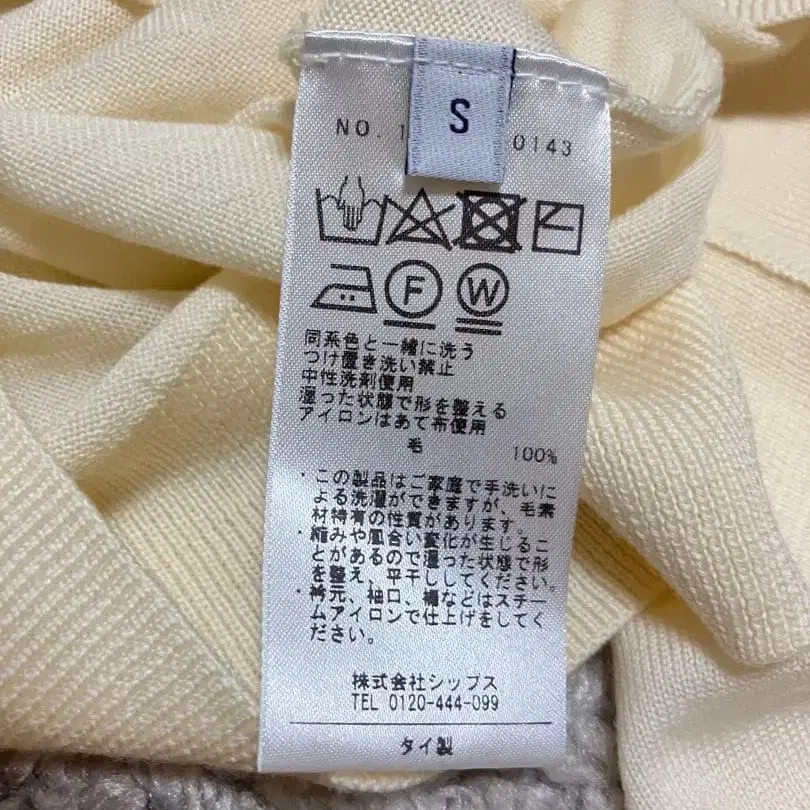 S
NO. 1 0143
F W
同系色と一緒に洗う
つけ置き洗い禁止
中性洗剤使用
湿った状態で形を整える
アイロンはあて布使用
毛 100%
・この製品はご家庭で手洗いに
よる洗濯ができますが、毛素
材特有の性質があります。
・縮みや風合い変化が生じるこ
とがあるので湿った状態で形
を整え、平干ししてください。
・衿元、袖口、裾などはスチー
ムアイロンで仕上げをしてく
ださい。
株式会社シップス
TEL 0120-444-099
タイ製